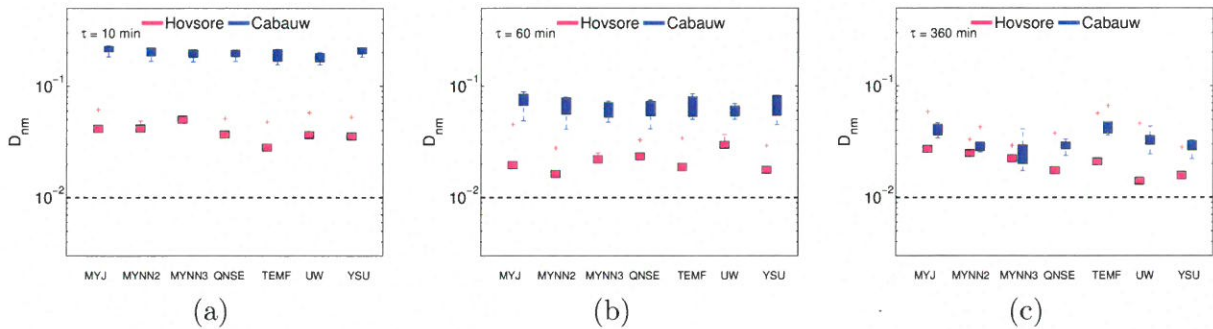 Hovsore Cabauw
τ = 10 min
10⁻¹
D_nm
10⁻²
MYJ MYNN2 MYNN3 QNSE TEMF UW YSU
(a)
Hovsore Cabauw
τ = 60 min
10⁻¹
D_nm
10⁻²
MYJ MYNN2 MYNN3 QNSE TEMF UW YSU
(b)
Hovsore Cabauw
τ = 360 min
10⁻¹
D_nm
10⁻²
MYJ MYNN2 MYNN3 QNSE TEMF UW YSU
(c)